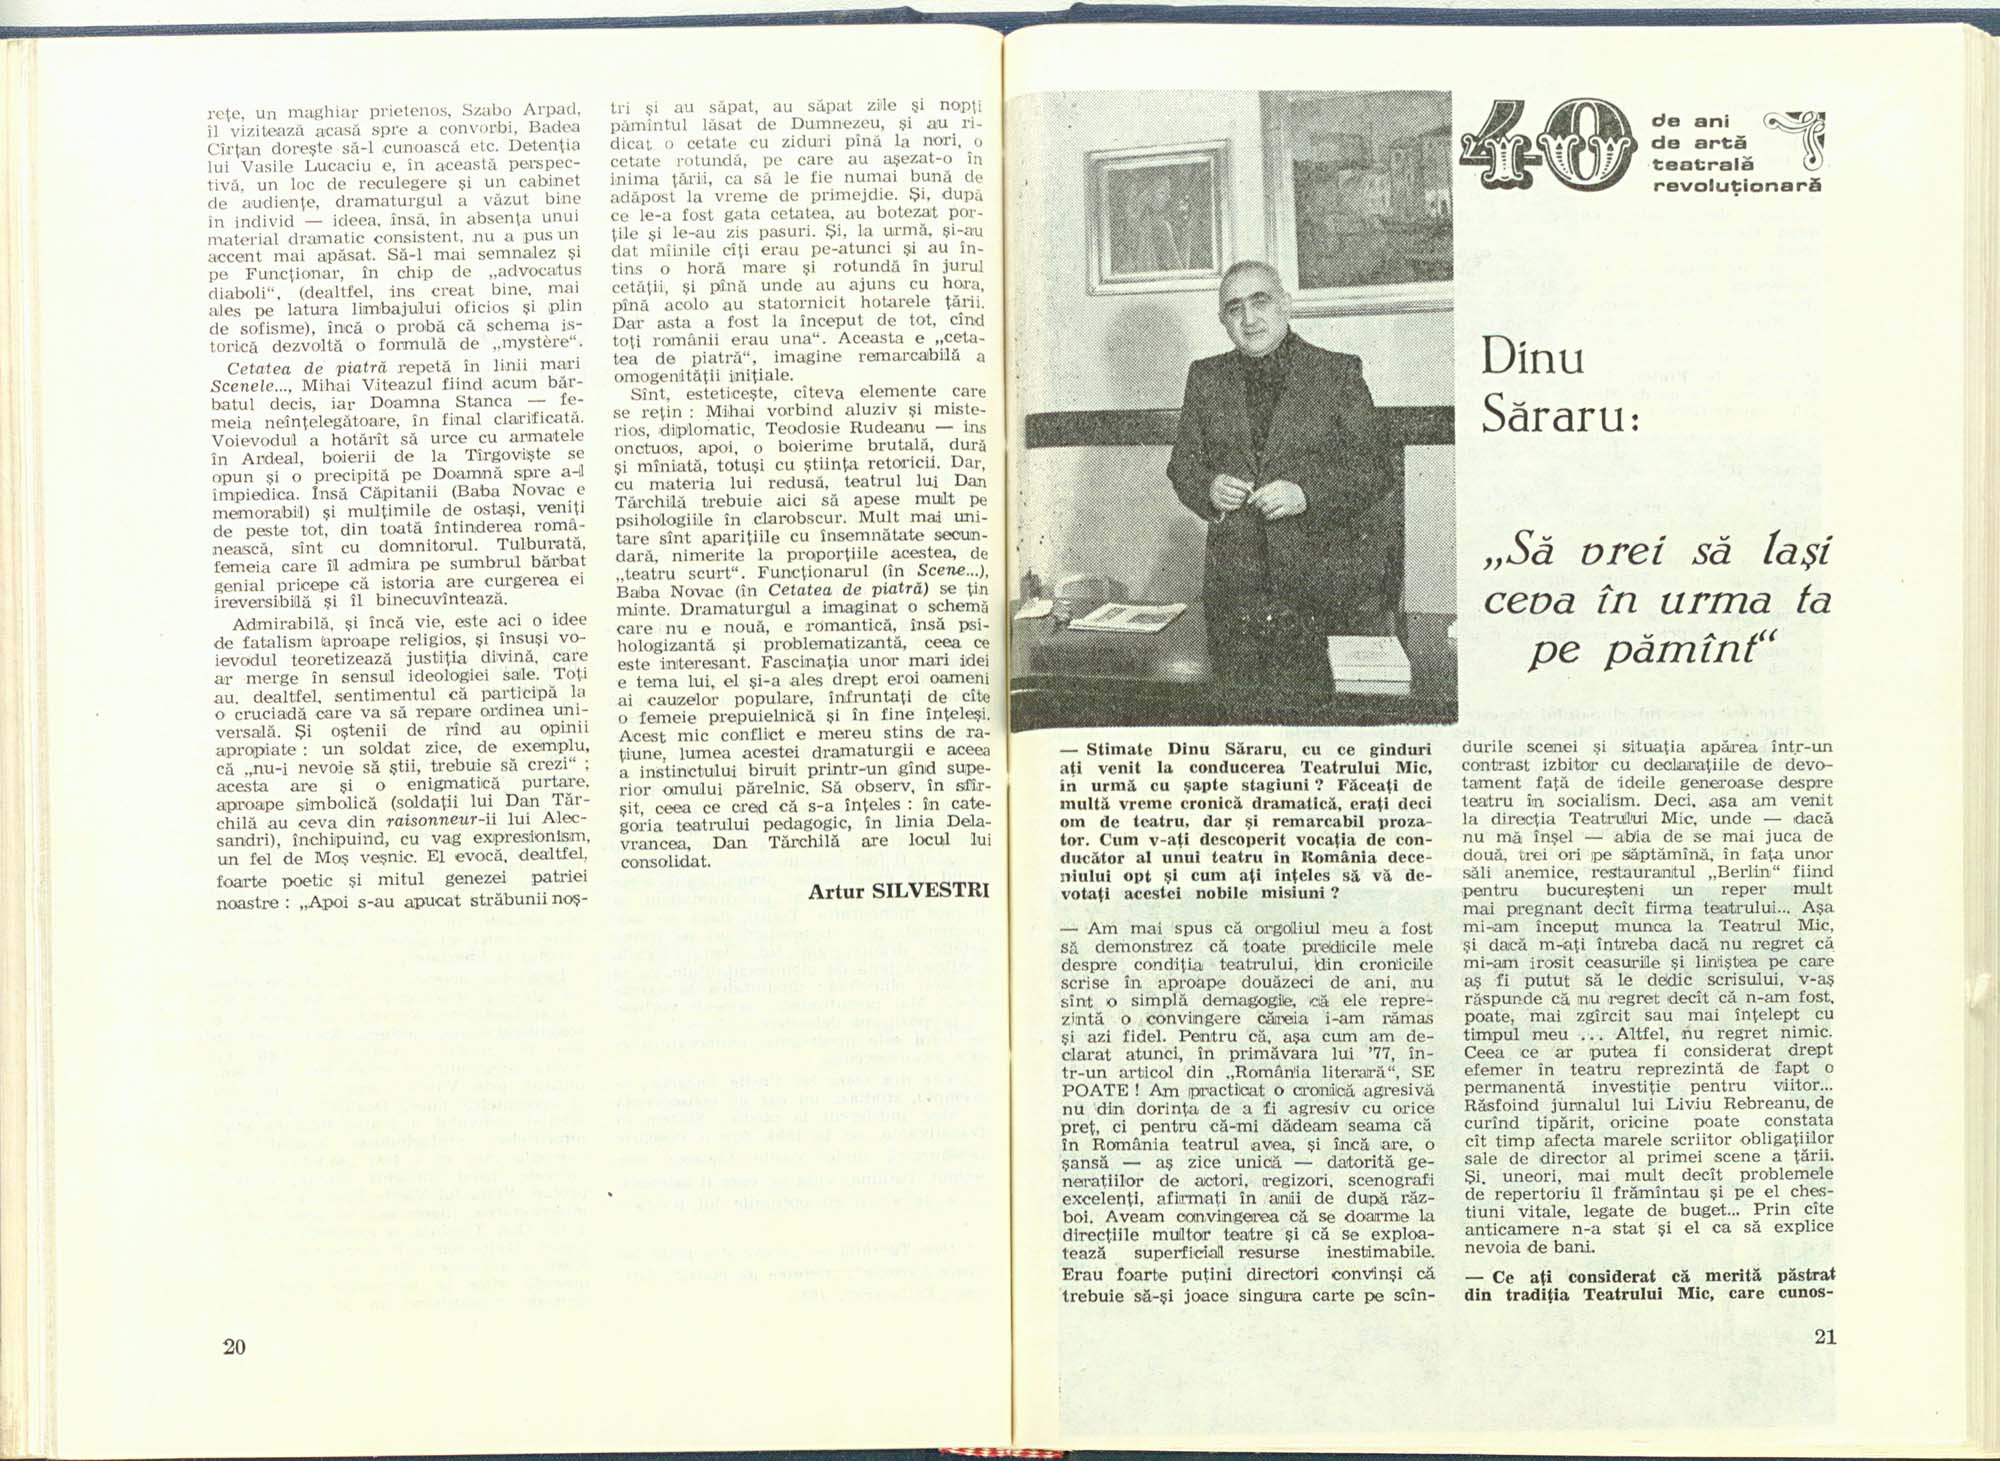 rețe, un maghiar prietenos, Szabo Arpad,
îl vizitează acasă spre a convorbi, Badea
Cîrțan dorește să-l cunoască etc. Detenția
lui Vasile Lucaciu e, în această perspec-
tivă, un loc de reculegere și un cabinet
de audiențe, dramaturgul a văzut bine
în individ — ideea, însă, în absența unui
material dramatic consistent, nu a pus un
accent mai apăsat. Să-l mai semnalez și
pe Funcționar, în chip de „advocatus
diaboli“, (dealtfel, ins creat bine, mai
ales pe latura limbajului oficios și plin
de sofisme), încă o probă că schema is-
torică dezvoltă o formulă de „mystère“.
Cetatea de piatră repetă în linii mari
Scenele..., Mihai Viteazul fiind acum băr-
batul decis, iar Doamna Stanca — fe-
meia neînțelegătoare, în final clarificată.
Voievodul a hotărît să urce cu armatele
în Ardeal, boierii de la Tîrgoviște se
opun și o precipită pe Doamnă spre a-l
împiedica. Însă Căpitanii (Baba Novac e
memorabil) și mulțimile de ostași, veniți
de peste tot, din toată întinderea româ-
nească, sînt cu domnitorul. Tulburată,
femeia care îl admira pe sumbrul bărbat
genial pricepe că istoria are curgerea ei
ireversibilă și îl binecuvîntează.
Admirabilă, și încă vie, este aci o idee
de fatalism aproape religios, și însuși vo-
ievodul teoretizează justiția divină, care
ar merge în sensul ideologiei sale. Toți
au, dealtfel, sentimentul că participă la
o cruciadă care va să repare ordinea uni-
versală. Și oștenii de rînd au opinii
apropiate : un soldat zice, de exemplu,
că „nu-i nevoie să știi, trebuie să crezi“ ;
acesta are și o enigmatică purtare,
aproape simbolică (soldații lui Dan Tăr-
chilă au ceva din raisonneur-ii lui Alec-
sandri), închipuind, cu vag expresionism,
un fel de Moș veșnic. El evocă, dealtfel,
foarte poetic și mitul genezei patriei
noastre : „Apoi s-au apucat străbunii noș-
tri și au săpat, au săpat zile și nopți
pămîntul lăsat de Dumnezeu, și au ri-
dicat o cetate cu ziduri pînă la nori, o
cetate rotundă, pe care au așezat-o în
inima țării, ca să le fie numai bună de
adăpost la vreme de primejdie. Și, după
ce le-a fost gata cetatea, au botezat por-
țile și le-au zis pasuri. Și, la urmă, și-au
dat mîinile cîți erau pe-atunci și au în-
tins o horă mare și rotundă în jurul
cetății, și pînă unde au ajuns cu hora,
pînă acolo au statornicit hotarele țării.
Dar asta a fost la început de tot, cînd
toți românii erau una“. Aceasta e „ceta-
tea de piatră“, imagine remarcabilă a
omogenității inițiale.
Sînt, esteticește, cîteva elemente care
se rețin : Mihai vorbind aluziv și miste-
rios, diplomatic, Teodosie Rudeanu — ins
onctuos, apoi, o boierime brutală, dură
și mîniată, totuși cu știința retoricii. Dar,
cu materia lui redusă, teatrul lui Dan
Tărchilă trebuie aici să apese mult pe
psihologiile în clarobscur. Mult mai uni-
tare sînt aparițiile cu însemnătate secun-
dară, nimerite la proporțiile acestea, de
„teatru scurt“. Funcționarul (în Scene...),
Baba Novac (în Cetatea de piatră) se țin
minte. Dramaturgul a imaginat o schemă
care nu e nouă, e romantică, însă psi-
hologizantă și problematizantă, ceea ce
este interesant. Fascinația unor mari idei
e tema lui, el și-a ales drept eroi oameni
ai cauzelor populare, înfruntați de cîte
o femeie prepuielnică și în fine înțeleși.
Acest mic conflict e mereu stins de ra-
țiune, lumea acestei dramaturgii e aceea
a instinctului biruit printr-un gînd supe-
rior omului părelnic. Să observ, în sfîr-
șit, ceea ce cred că s-a înțeles : în cate-
goria teatrului pedagogic, în linia Dela-
vrancea, Dan Tărchilă are locul lui
consolidat.
Artur SILVESTRI
20
40 de ani
de artă
teatrală
revoluționară
Dinu
Săraru:
„Să vrei să lași
ceva în urma ta
pe pămînt“
— Stimate Dinu Săraru, cu ce gînduri
ați venit la conducerea Teatrului Mic,
în urmă cu șapte stagiuni ? Făceați de
multă vreme cronică dramatică, erați deci
om de teatru, dar și remarcabil proza-
tor. Cum v-ați descoperit vocația de con-
ducător al unui teatru în România dece-
niului opt și cum ați înțeles să vă de-
votați acestei nobile misiuni ?
— Am mai spus că orgoliul meu a fost
să demonstrez că toate predicile mele
despre condiția teatrului, din cronicile
scrise în aproape douăzeci de ani, nu
sînt o simplă demagogie, că ele repre-
zintă o convingere căreia i-am rămas
și azi fidel. Pentru că, așa cum am de-
clarat atunci, în primăvara lui '77, în-
tr-un articol din „România literară“, SE
POATE ! Am practicat o cronică agresivă
nu din dorința de a fi agresiv cu orice
preț, ci pentru că-mi dădeam seama că
în România teatrul avea, și încă are, o
șansă — aș zice unică — datorită ge-
nerațiilor de actori, regizori, scenografi
excelenți, afirmați în anii de după răz-
boi. Aveam convingerea că se doarme la
direcțiile multor teatre și că se exploa-
tează superficial resurse inestimabile.
Erau foarte puțini directori convinși că
trebuie să-și joace singura carte pe scîn-
durile scenei și situația apărea într-un
contrast izbitor cu declarațiile de devo-
tament față de ideile generoase despre
teatru în socialism. Deci, așa am venit
la direcția Teatrului Mic, unde — dacă
nu mă înșel — abia de se mai juca de
două, trei ori pe săptămînă, în fața unor
săli anemice, restaurantul „Berlin“ fiind
pentru bucureșteni un reper mult
mai pregnant decît firma teatrului... Așa
mi-am început munca la Teatrul Mic,
și dacă m-ați întreba dacă nu regret că
mi-am irosit ceasurile și liniștea pe care
aș fi putut să le dedic scrisului, v-aș
răspunde că nu regret decît că n-am fost,
poate, mai zgîrcit sau mai înțelept cu
timpul meu ... Altfel, nu regret nimic.
Ceea ce ar putea fi considerat drept
efemer în teatru reprezintă de fapt o
permanentă investiție pentru viitor...
Răsfoind jurnalul lui Liviu Rebreanu, de
curînd tipărit, oricine poate constata
cît timp afecta marele scriitor obligațiilor
sale de director al primei scene a țării.
Și, uneori, mai mult decît problemele
de repertoriu îl frămîntau și pe el ches-
tiuni vitale, legate de buget... Prin cîte
anticamere n-a stat și el ca să explice
nevoia de bani.
— Ce ați considerat că merită păstrat
din tradiția Teatrului Mic, care cunos-
21